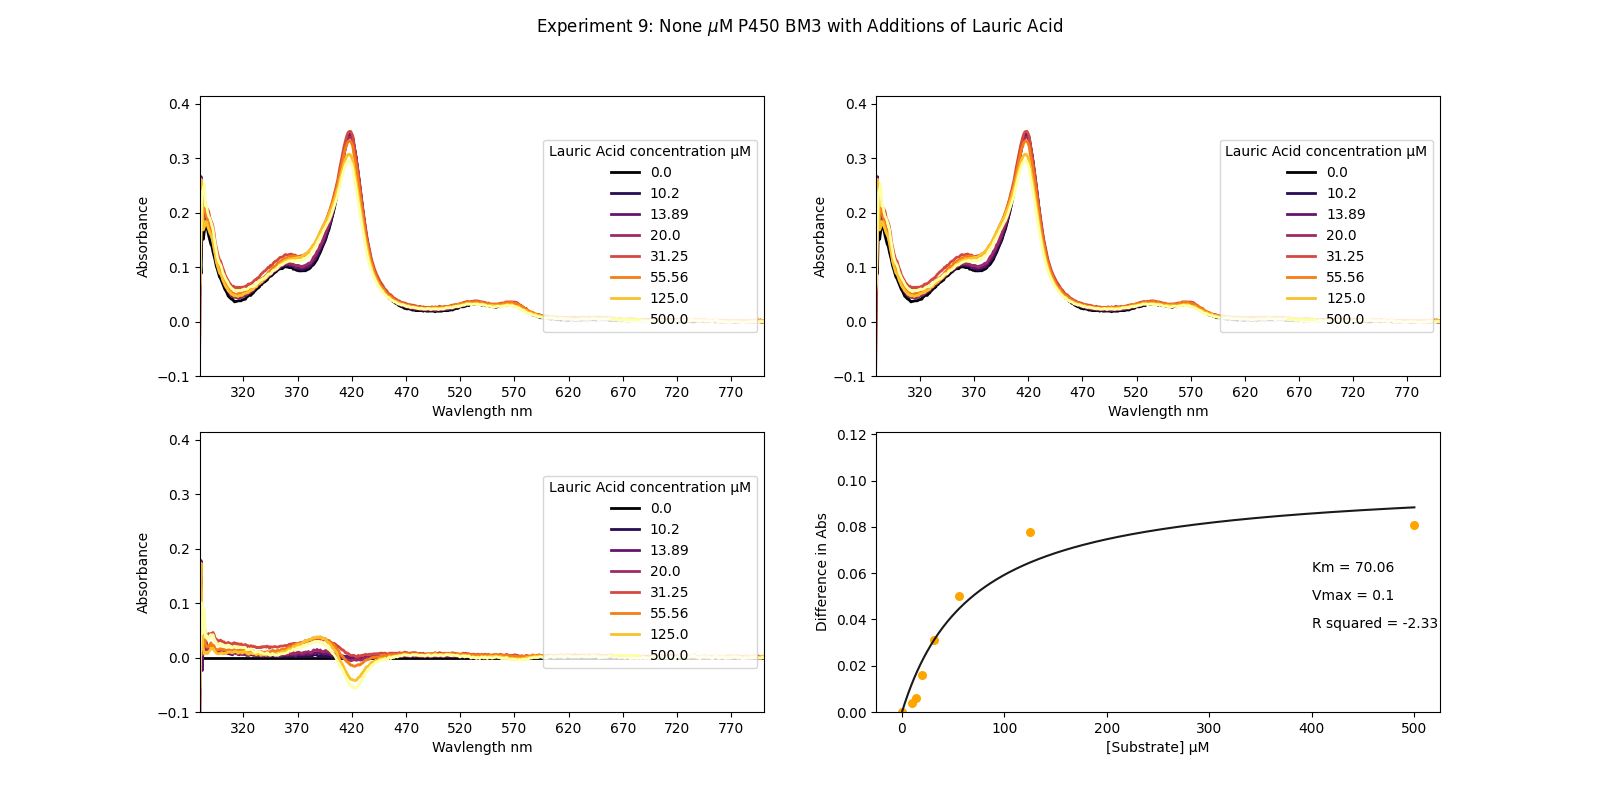 Experiment 9: None μM P450 BM3 with Additions of Lauric Acid
0.4
0.3
0.2
0.1
0.0
−0.1
Absorbance
320 370 420 470 520 570 620 670 720 770
Wavlength nm
Lauric Acid concentration μM
0.0
10.2
13.89
20.0
31.25
55.56
125.0
500.0
0.4
0.3
0.2
0.1
0.0
−0.1
Absorbance
320 370 420 470 520 570 620 670 720 770
Wavlength nm
Lauric Acid concentration μM
0.0
10.2
13.89
20.0
31.25
55.56
125.0
500.0
0.4
0.3
0.2
0.1
0.0
−0.1
Absorbance
320 370 420 470 520 570 620 670 720 770
Wavlength nm
Lauric Acid concentration μM
0.0
10.2
13.89
20.0
31.25
55.56
125.0
500.0
0.12
0.10
0.08
0.06
0.04
0.02
0.00
Difference in Abs
0 100 200 300 400 500
[Substrate] μM
Km = 70.06
Vmax = 0.1
R squared = -2.33